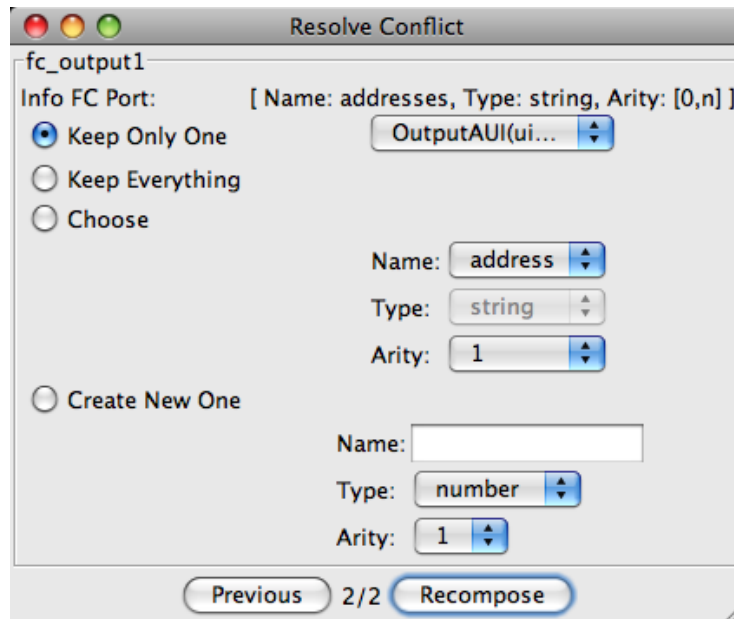 Resolve Conflict
fc_output1
Info FC Port: [ Name: addresses, Type: string, Arity: [0,n] ]
Keep Only One OutputAUI(ui...
Keep Everything
Choose
Name: address
Type: string
Arity: 1
Create New One
Name:
Type: number
Arity: 1
Previous 2/2 Recompose